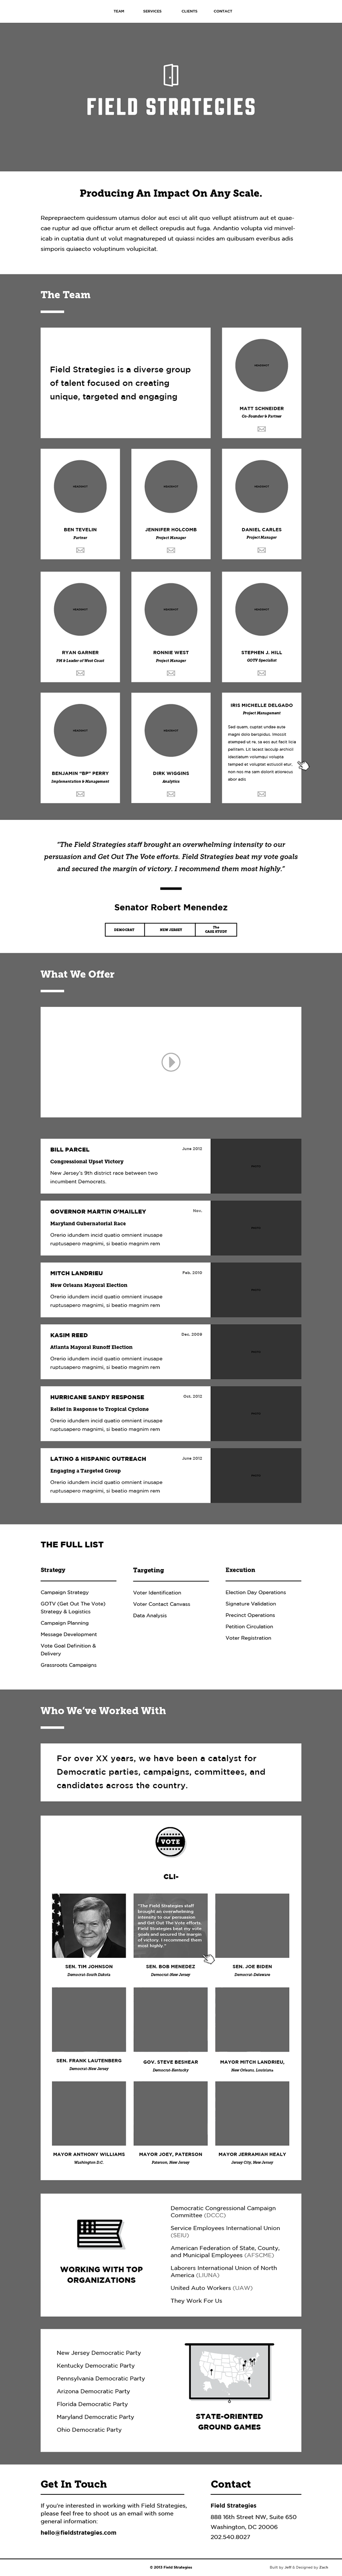 TEAM SERVICES CLIENTS CONTACT
FIELD STRATEGIES
Producing An Impact On Any Scale.
Reprepraectem quidessum utamus dolor aut esci ut alit quo vellupt atistrum aut et quae-
cae ruptur ad que offictur arum et dellect orepudis aut fuga. Andantio volupta vid minvel-
icab in cuptatia dunt ut volut magnatureped ut quiassi ncides am quibusam everibus adis
simporis quiaecto voluptinum volupicitat.
The Team
Field Strategies is a diverse group
of talent focused on creating
unique, targeted and engaging
HEADSHOT
MATT SCHNEIDER
Co-Founder & Partner
HEADSHOT
BEN TEVELIN
Partner
HEADSHOT
JENNIFER HOLCOMB
Project Manager
HEADSHOT
DANIEL CARLES
Project Manager
HEADSHOT
RYAN GARNER
PM & Leader of West Coast
HEADSHOT
RONNIE WEST
Project Manager
HEADSHOT
STEPHEN J. HILL
GOTV Specialist
HEADSHOT
BENJAMIN “BP” PERRY
Implementation & Management
HEADSHOT
DIRK WIGGINS
Analytics
IRIS MICHELLE DELGADO
Project Management
Sed quam, cuptat undae aute
magni dolo beriandus. Imoloit
atemped ut ra, se eos aut facit hica
peritam. Lit lacest laccup arciisit
identiatum volumqui volupta
temped et voluptat estiuscil etur,
non nos ma sam dolorit ationecus
abor adis
“The Field Strategies staff brought an overwhelming intensity to our
persuasion and Get Out The Vote efforts. Field Strategies beat my vote goals
and secured the margin of victory. I recommend them most highly.”
Senator Robert Menendez
DEMOCRAT
NEW JERSEY
The
CASE STUDY
What We Offer
BILL PARCEL June 2012
Congressional Upset Victory
New Jersey's 9th district race between two
incumbent Democrats.
GOVERNOR MARTIN O'MAILLEY Nov.
Maryland Gubernatorial Race
Orerio idundem incid quatio omnient inusape
ruptusapero magnimi, si beatio magnim rem
MITCH LANDRIEU Feb. 2010
New Orleans Mayoral Election
Orerio idundem incid quatio omnient inusape
ruptusapero magnimi, si beatio magnim rem
KASIM REED Dec. 2009
Atlanta Mayoral Runoff Election
Orerio idundem incid quatio omnient inusape
ruptusapero magnimi, si beatio magnim rem
HURRICANE SANDY RESPONSE Oct. 2012
Relief in Response to Tropical Cyclone
Orerio idundem incid quatio omnient inusape
ruptusapero magnimi, si beatio magnim rem
LATINO & HISPANIC OUTREACH June 2012
Engaging a Targeted Group
Orerio idundem incid quatio omnient inusape
ruptusapero magnimi, si beatio magnim rem
THE FULL LIST
Strategy
Campaign Strategy
GOTV (Get Out The Vote)
Strategy & Logistics
Campaign Planning
Message Development
Vote Goal Definition &
Delivery
Grassroots Campaigns
Targeting
Voter Identification
Voter Contact Canvass
Data Analysis
Execution
Election Day Operations
Signature Validation
Precinct Operations
Petition Circulation
Voter Registration
Who We've Worked With
For over XX years, we have been a catalyst for
Democratic parties, campaigns, committees, and
candidates across the country.
VOTE
CLI-
SEN. TIM JOHNSON
Democrat-South Dakota
“The Field Strategies staff
brought an overwhelming
intensity to our persuasion
and Get Out The Vote efforts.
Field Strategies beat my vote
goals and secured the margin
of victory. I recommend them
most highly.”
SEN. BOB MENEDEZ
Democrat-New Jersey
SEN. JOE BIDEN
Democrat-Delaware
SEN. FRANK LAUTENBERG
Democrat-New Jersey
GOV. STEVE BESHEAR
Democrat-Kentucky
MAYOR MITCH LANDRIEU,
New Orleans, Louisiana
MAYOR ANTHONY WILLIAMS
Washington D.C.
MAYOR JOEY, PATERSON
Paterson, New Jersey
MAYOR JERRAMIAH HEALY
Jersey City, New Jersey
WORKING WITH TOP
ORGANIZATIONS
Democratic Congressional Campaign
Committee (DCCC)
Service Employees International Union
(SEIU)
American Federation of State, County,
and Municipal Employees (AFSCME)
Laborers International Union of North
America (LIUNA)
United Auto Workers (UAW)
They Work For Us
New Jersey Democratic Party
Kentucky Democratic Party
Pennsylvania Democratic Party
Arizona Democratic Party
Florida Democratic Party
Maryland Democratic Party
Ohio Democratic Party
STATE-ORIENTED
GROUND GAMES
Get In Touch
If you're interested in working with Field Strategies,
please feel free to shoot us an email with some
general information:
hello@fieldstrategies.com
Contact
Field Strategies
888 16th Street NW, Suite 650
Washington, DC 20006
202.540.8027
© 2013 Field Strategies
Built by Jeff & Designed by Zack